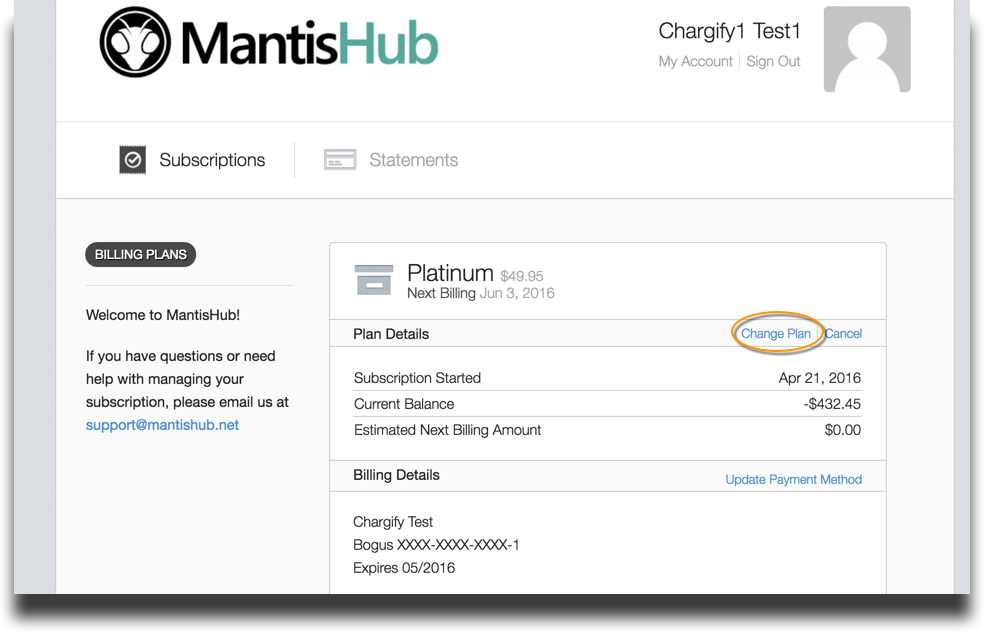 MantisHub
Chargify1 Test1
My Account Sign Out
Subscriptions
Statements
BILLING PLANS
Welcome to MantisHub!
If you have questions or need
help with managing your
subscription, please email us at
support@mantishub.net
Platinum $49.95
Next Billing Jun 3, 2016
Plan Details
Change Plan Cancel
Subscription Started Apr 21, 2016
Current Balance -$432.45
Estimated Next Billing Amount $0.00
Billing Details
Update Payment Method
Chargify Test
Bogus XXXX-XXXX-XXXX-1
Expires 05/2016